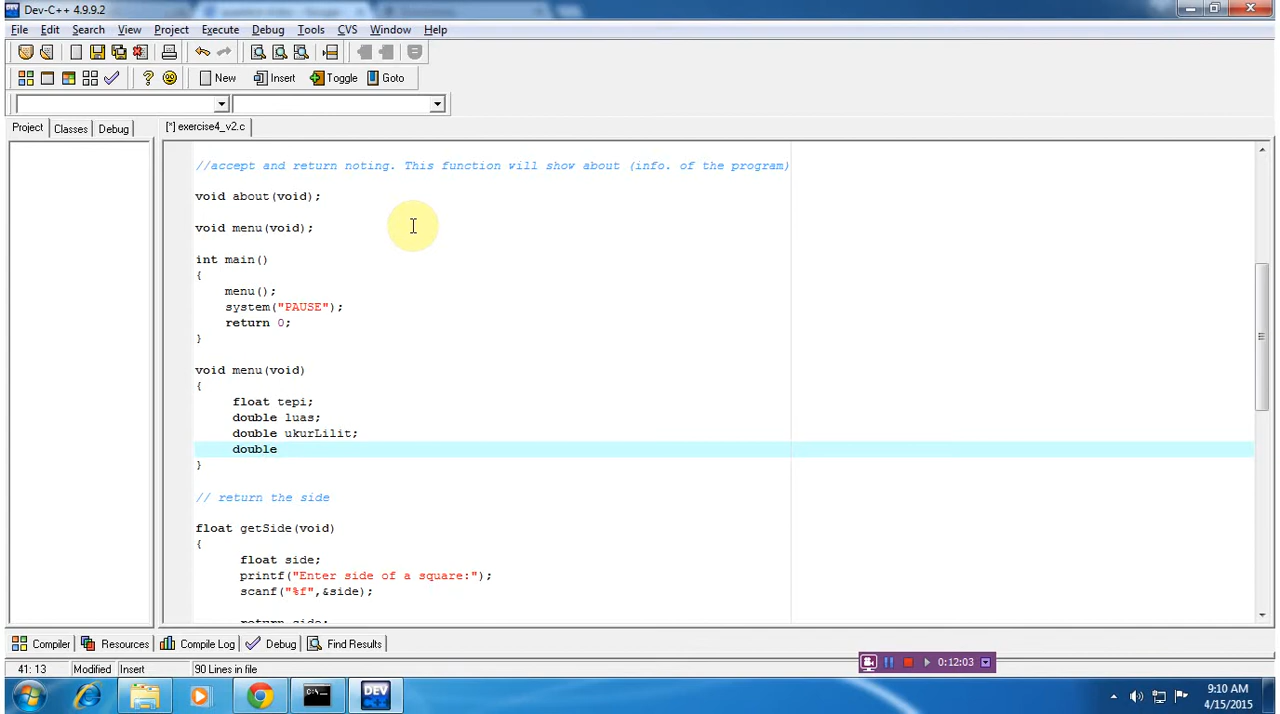 Dev-C++ 4.9.9.2
File Edit Search View Project Execute Debug Tools CVS Window Help
New Insert Toggle Goto
Project Classes Debug [*] exercise4_v2.c
//accept and return noting. This function will show about (info. of the program)
void about(void);
void menu(void);
int main()
{
menu();
system("PAUSE");
return 0;
}
void menu(void)
{
float tepi;
double luas;
double ukurLilit;
double
}
// return the side
float getSide(void)
{
float side;
printf("Enter side of a square:");
scanf("%f",&side);
return side;
Compiler Resources Compile Log Debug Find Results
41: 13 Modified Insert 90 Lines in file
0:12:03
DEV
9:10 AM
4/15/2015